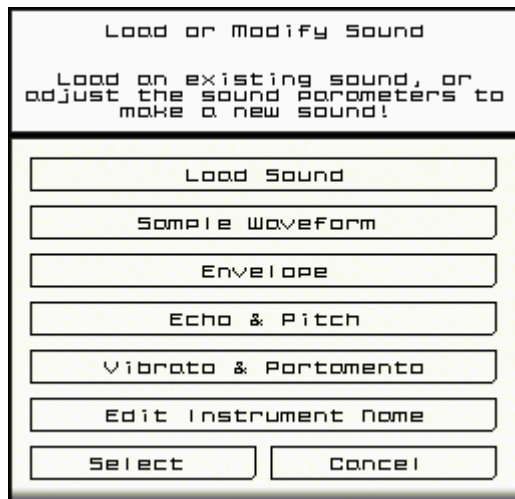 Load or Modify Sound
Load an existing sound, or
adjust the sound parameters to
make a new sound!
Load Sound
Sample Waveform
Envelope
Echo & Pitch
Vibrato & Portamento
Edit Instrument Name
Select
Cancel